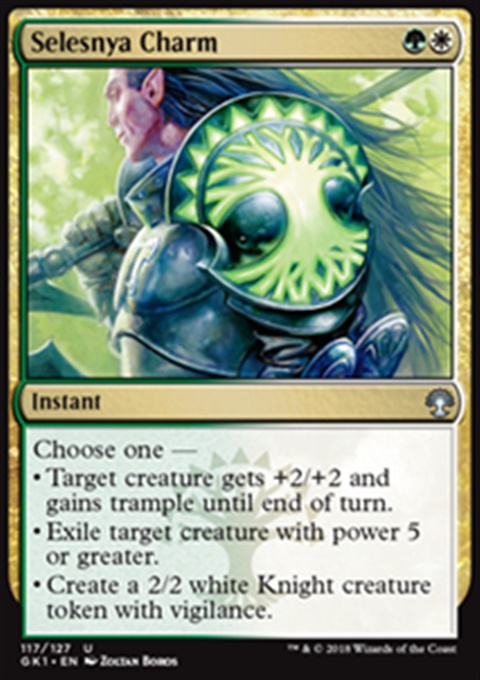 Selesnya Charm
Instant
Choose one —
• Target creature gets +2/+2 and
gains trample until end of turn.
• Exile target creature with power 5
or greater.
• Create a 2/2 white Knight creature
token with vigilance.
117/127 U
GK1 • EN Zoltan Boros
™ & © 2018 Wizards of the Coast